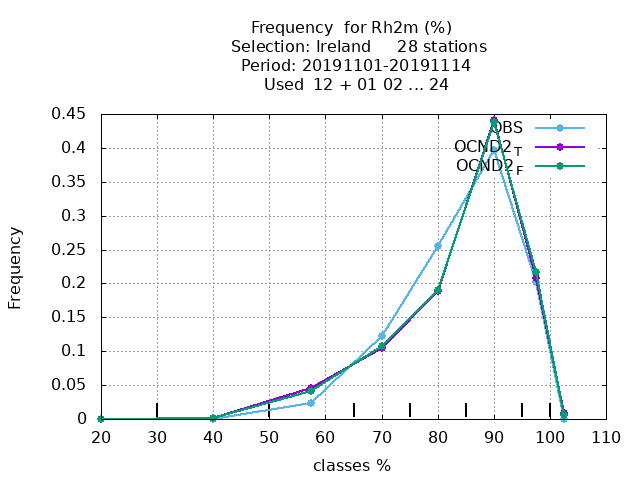 Frequency  for Rh2m (%)
Selection: Ireland     28 stations
Period: 20191101-20191114
Used  12 + 01 02 ... 24
0.45
0.4
0.35
0.3
0.25
0.2
0.15
0.1
0.05
0
Frequency
OBS
OCND2T
OCND2F
20 30 40 50 60 70 80 90 100 110
classes %